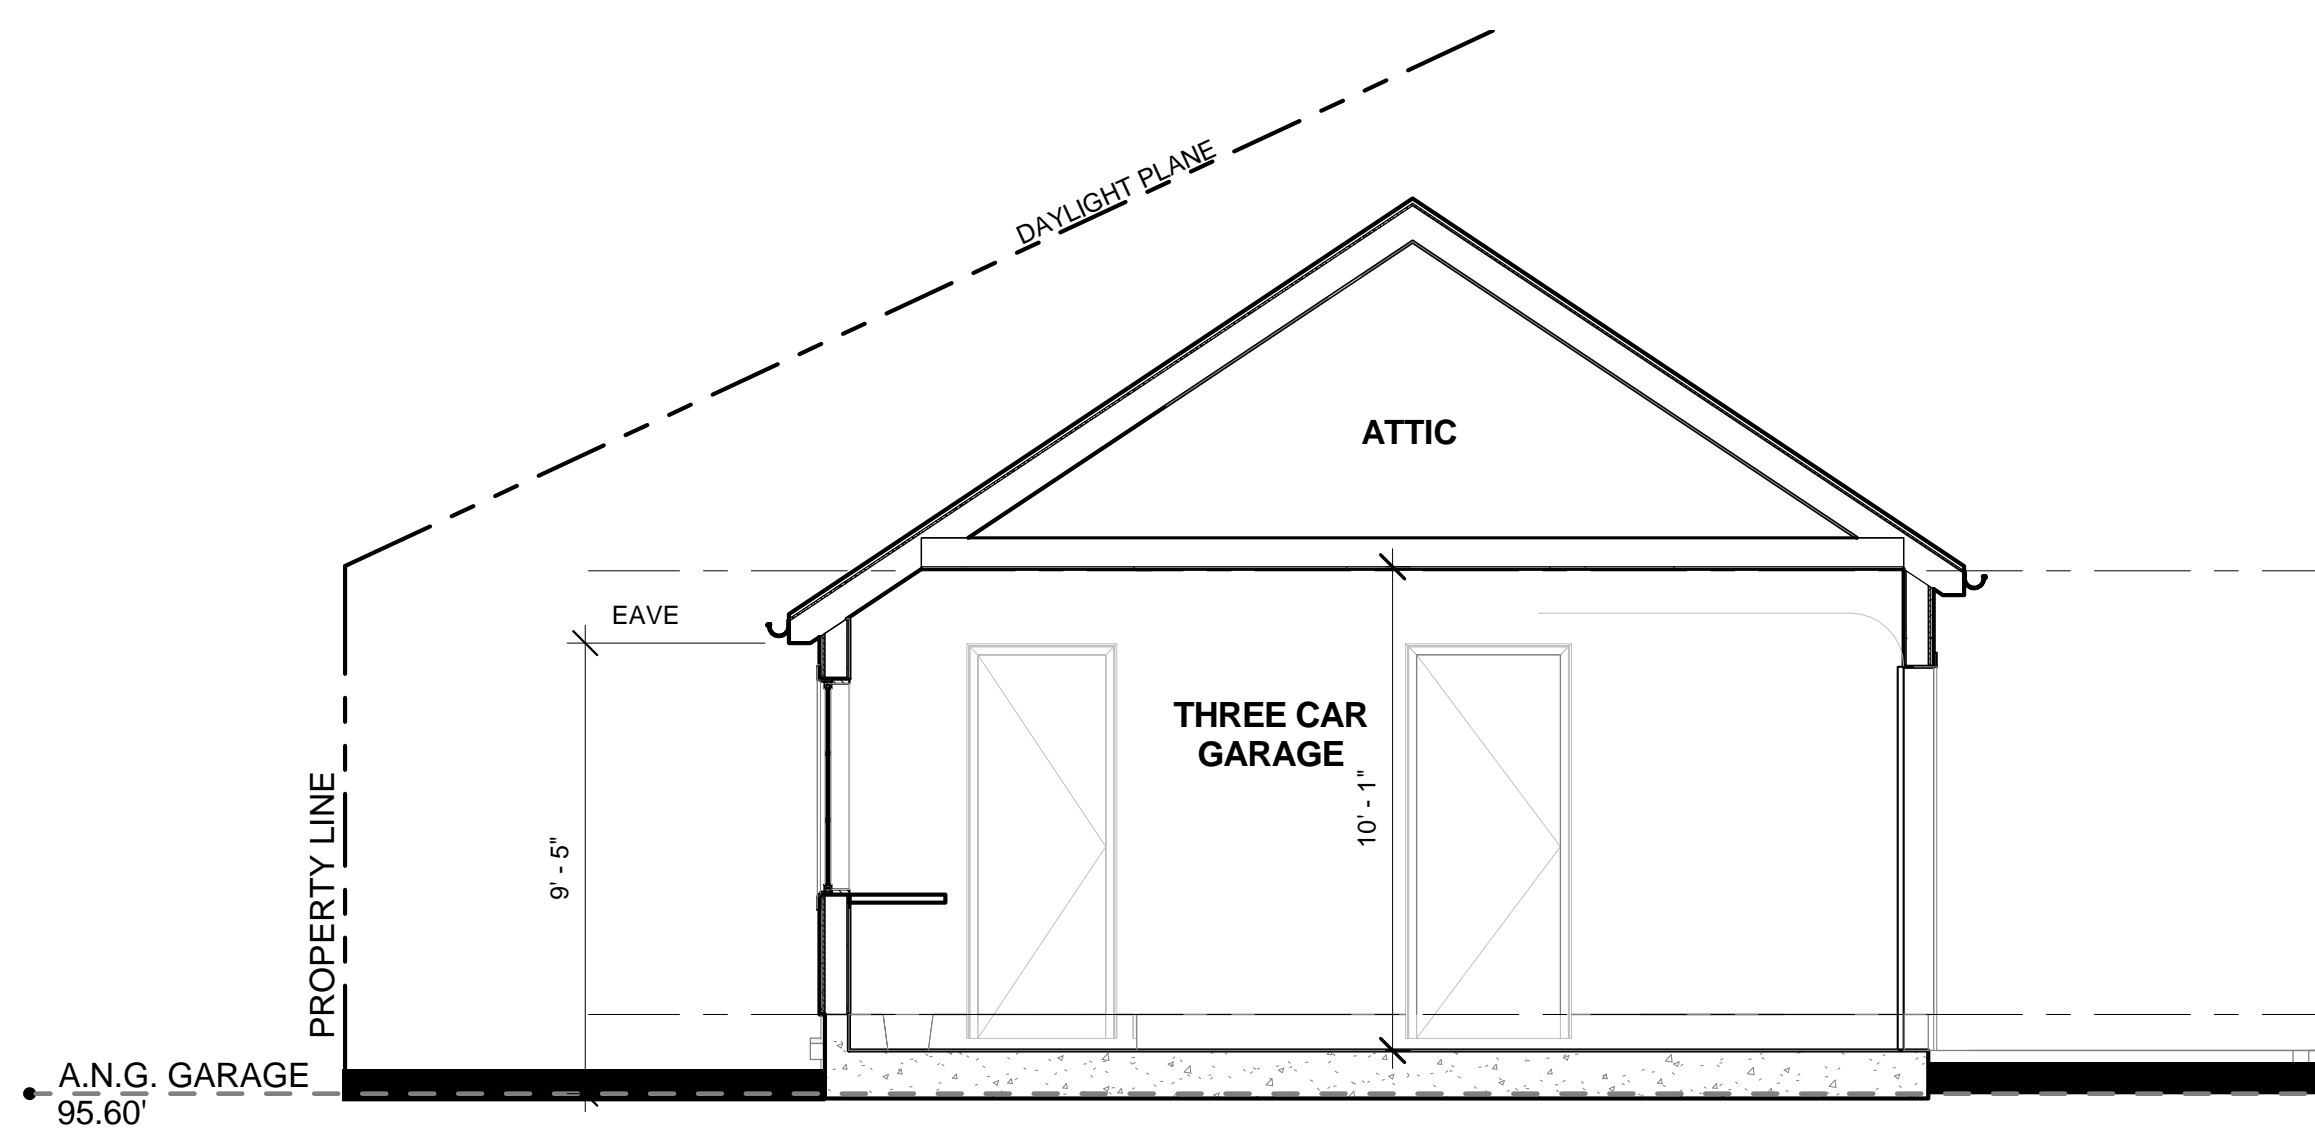 DAYLIGHT PLANE
ATTIC
EAVE
THREE CAR
GARAGE
10' - 1"
9' - 5"
PROPERTY LINE
A.N.G. GARAGE
95.60'